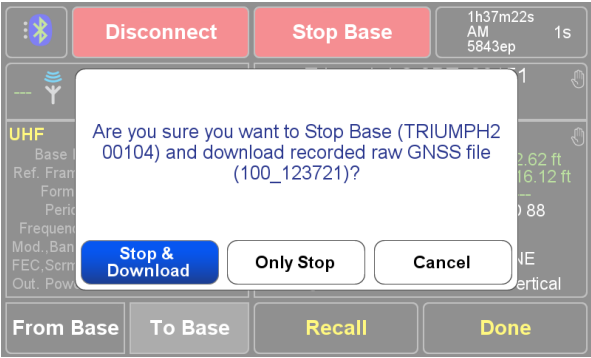 Disconnect
Stop Base
1h37m22s
AM
5843ep
1s
---
UHF
Base
Ref. Fram
Form
Perio
Frequen
Mod.,Ban
FEC,Scrm
Out. Pow
2.62 ft
16.12 ft
---
88
NE
ertical
Are you sure you want to Stop Base (TRIUMPH2
00104) and download recorded raw GNSS file
(100_123721)?
Stop &
Download
Only Stop
Cancel
From Base
To Base
Recall
Done